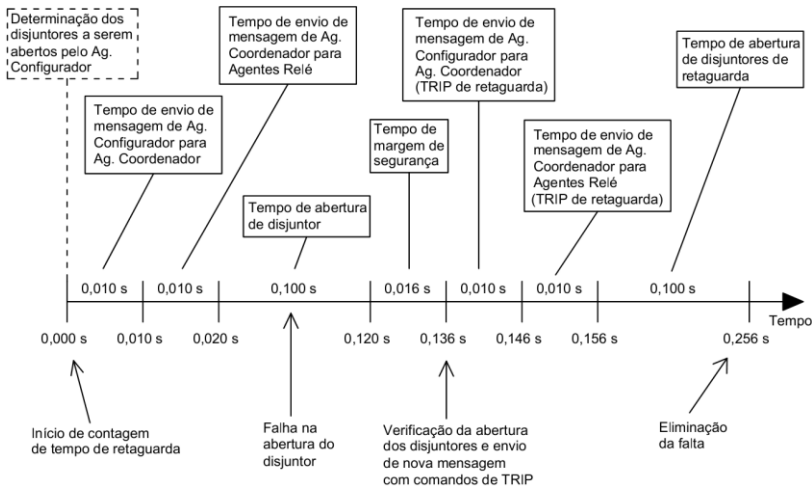 Determinação dos
disjuntores a serem
abertos pelo Ag.
Configurador
Tempo de envio de
mensagem de Ag.
Configurador para
Ag. Coordenador
Tempo de envio de
mensagem de Ag.
Coordenador para
Agentes Relé
Tempo de abertura
de disjuntor
Tempo de
margem de
segurança
Tempo de envio de
mensagem de Ag.
Configurador para
Ag. Coordenador
(TRIP de retaguarda)
Tempo de envio de
mensagem de Ag.
Coordenador para
Agentes Relé
(TRIP de retaguarda)
Tempo de abertura
de disjuntores de
retaguarda
0,010 s
0,010 s
0,100 s
0,016 s
0,010 s
0,010 s
0,100 s
Tempo
0,000 s
0,010 s
0,020 s
0,120 s
0,136 s
0,146 s
0,156 s
0,256 s
Início de contagem
de tempo de retaguarda
Falha na
abertura do
disjuntor
Verificação da abertura
dos disjuntores e envio
de nova mensagem
com comandos de TRIP
Eliminação
da falta